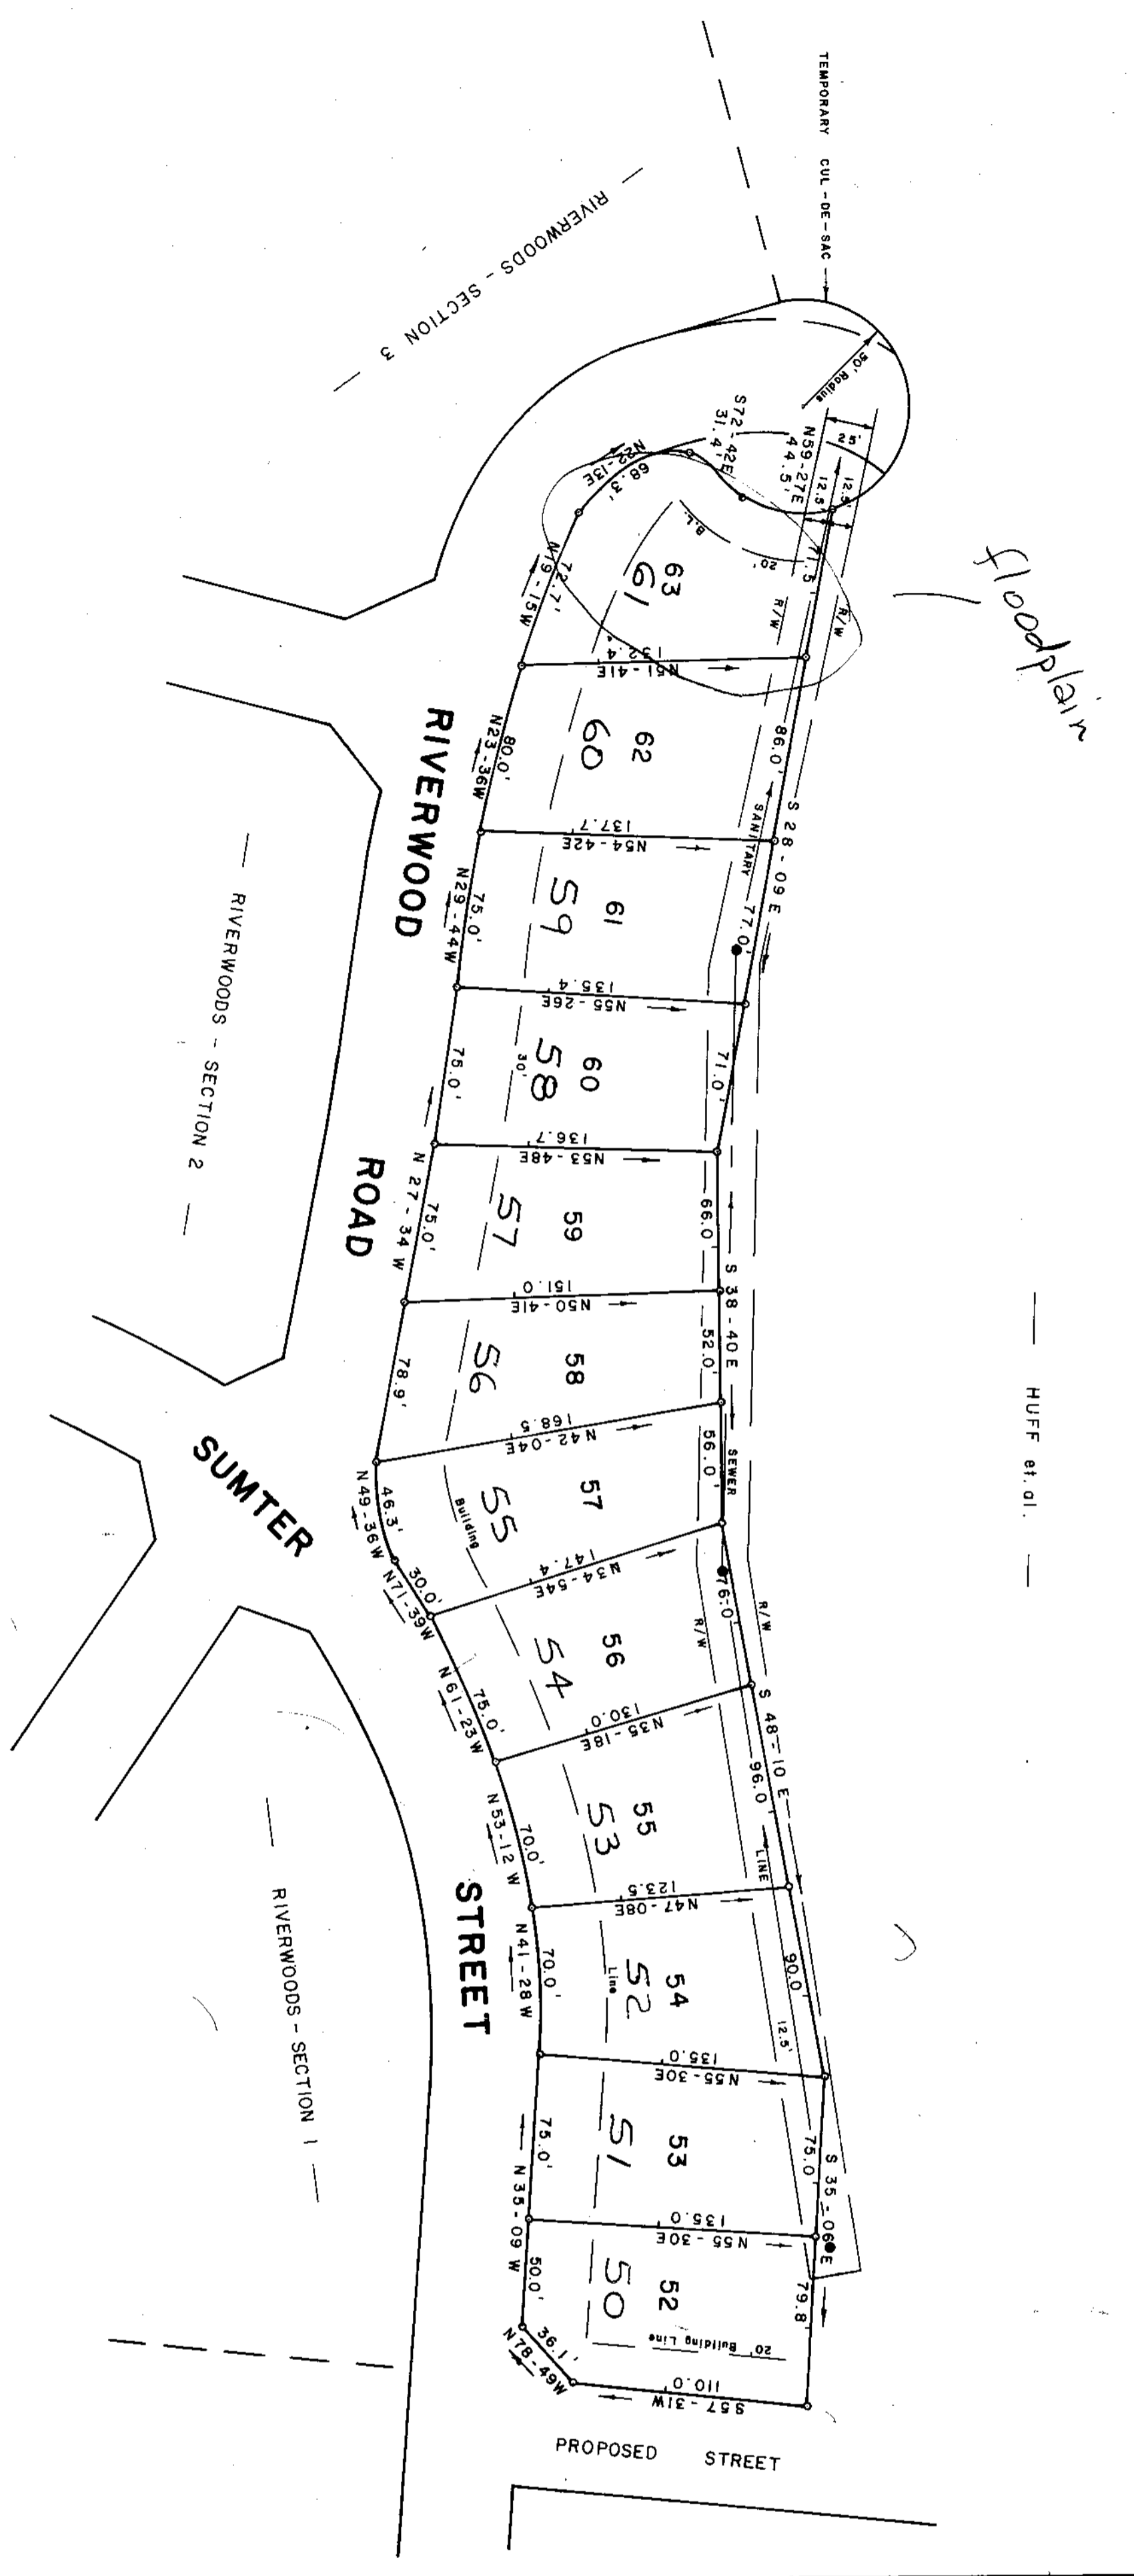 TEMPORARY CUL-DE-SAC
— RIVERWOODS - SECTION 3 —
50' Radius
25'
12.5'
12.5'
S72-42E
31.4'
N59-27E
44.5'
N22-13E
68.3'
B.L.
20'
71.5'
R/W
R/W
floodplain
63
61
N19-15W
72.7'
132.4'
N51-41E
62
60
86.0'
N23-36W
80.0'
S 28-09 E
SANITARY
137.7'
N54-42E
RIVERWOOD
61
59
77.0'
N29-44W
75.0'
135.4'
N55-26E
— RIVERWOODS - SECTION 2 —
60
58
30'
71.0'
75.0'
136.7'
N53-48E
ROAD
N 27-34 W
75.0'
59
57
66.0'
151.0'
N50-41E
S 38-40 E
58
56
52.0'
78.9'
168.5'
N42-04E
— HUFF et. al. —
SUMTER
N 49-36 W
46.3'
57
55
Building
56.0'
SEWER
N71-39W
30.0'
147.4'
N34-54E
76.0'
R/W
R/W
56
54
N 61-23 W
75.0'
130.0'
N35-18E
S 48-10 E
55
53
96.0'
LINE
N 53-12 W
70.0'
123.5'
N47-08E
STREET
N41-28 W
70.0'
54
52
Line
90.0'
12.5'
135.0'
N55-30E
— RIVERWOODS - SECTION 1 —
53
51
75.0'
75.0'
S 35-06 E
N 35-09 W
135.0'
N55-30E
50.0'
52
50
79.8'
20' Building Line
36.1'
N78-49W
110.0'
S57-31W
PROPOSED STREET